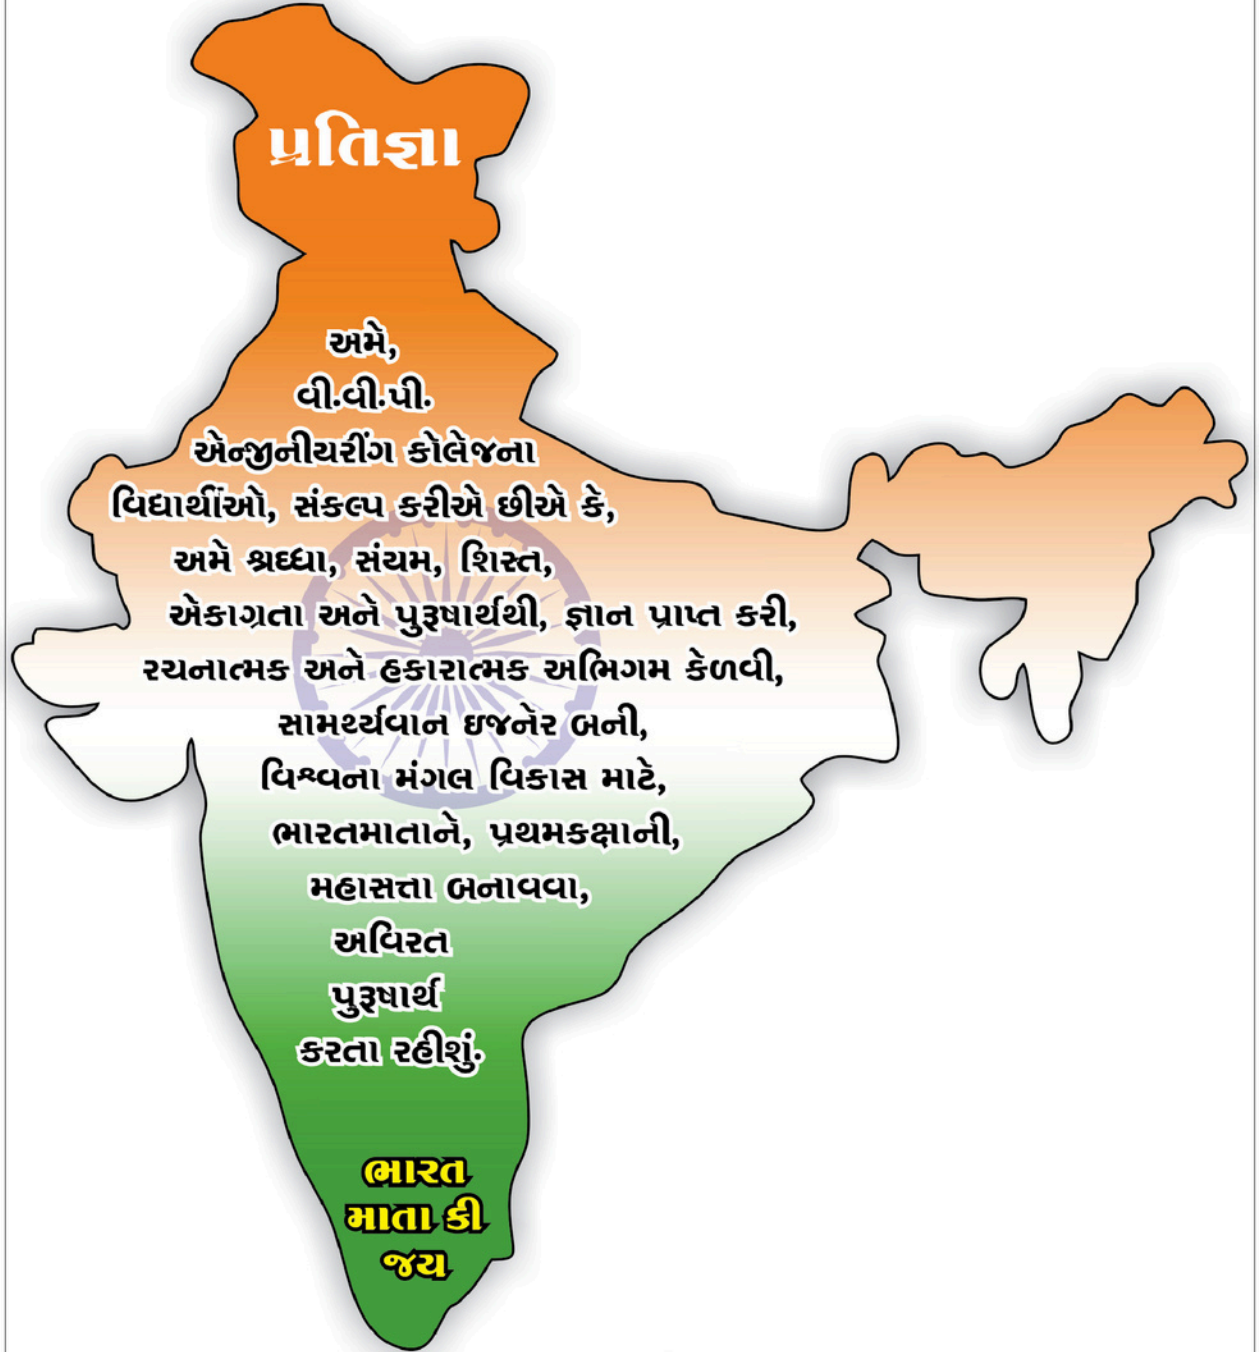 પ્રતિજ્ઞા
અમે,
વી.વી.પી.
એન્જીનીયરીંગ કોલેજના
વિદ્યાર્થીઓ, સંકલ્પ કરીએ છીએ કે,
અમે શ્રધ્ધા, સંયમ, શિસ્ત,
એકાગ્રતા અને પુરૂષાર્થથી, જ્ઞાન પ્રાપ્ત કરી,
રચનાત્મક અને હકારાત્મક અભિગમ કેળવી,
સામર્થ્યવાન ઇજનેર બની,
વિશ્વના મંગલ વિકાસ માટે,
ભારતમાતાને, પ્રથમકક્ષાની,
મહાસત્તા બનાવવા,
અવિરત
પુરૂષાર્થ
કરતા રહીશું.
ભારત
માતા કી
જય